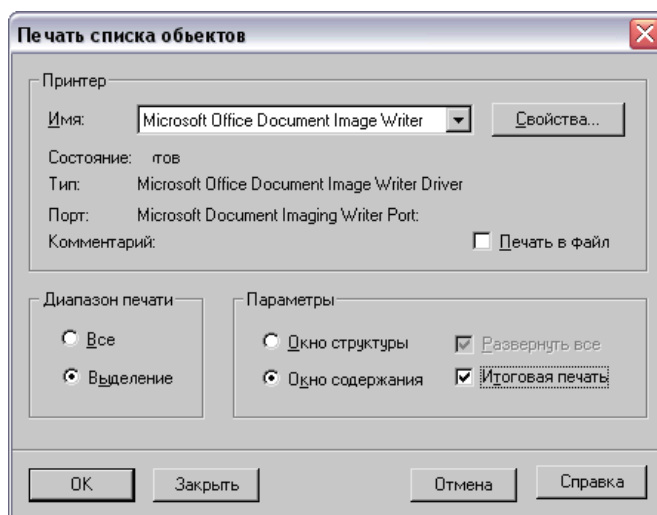 Печать списка обьектов
Принтер
Имя: Microsoft Office Document Image Writer Свойства...
Состояние: тов
Тип: Microsoft Office Document Image Writer Driver
Порт: Microsoft Document Imaging Writer Port:
Комментарий: Печать в файл
Диапазон печати Параметры
Все Окно структуры Развернуть все
Выделение Окно содержания Итоговая печать
OK Закрыть Отмена Справка